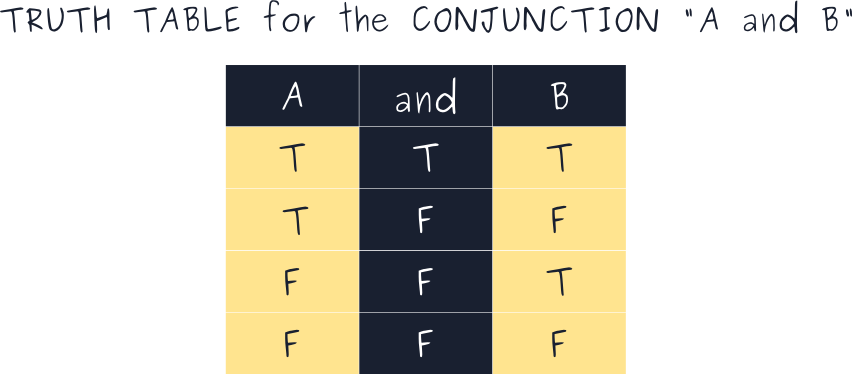 TRUTH TABLE for the CONJUNCTION "A and B"
A and B
T T T
T F F
F F T
F F F